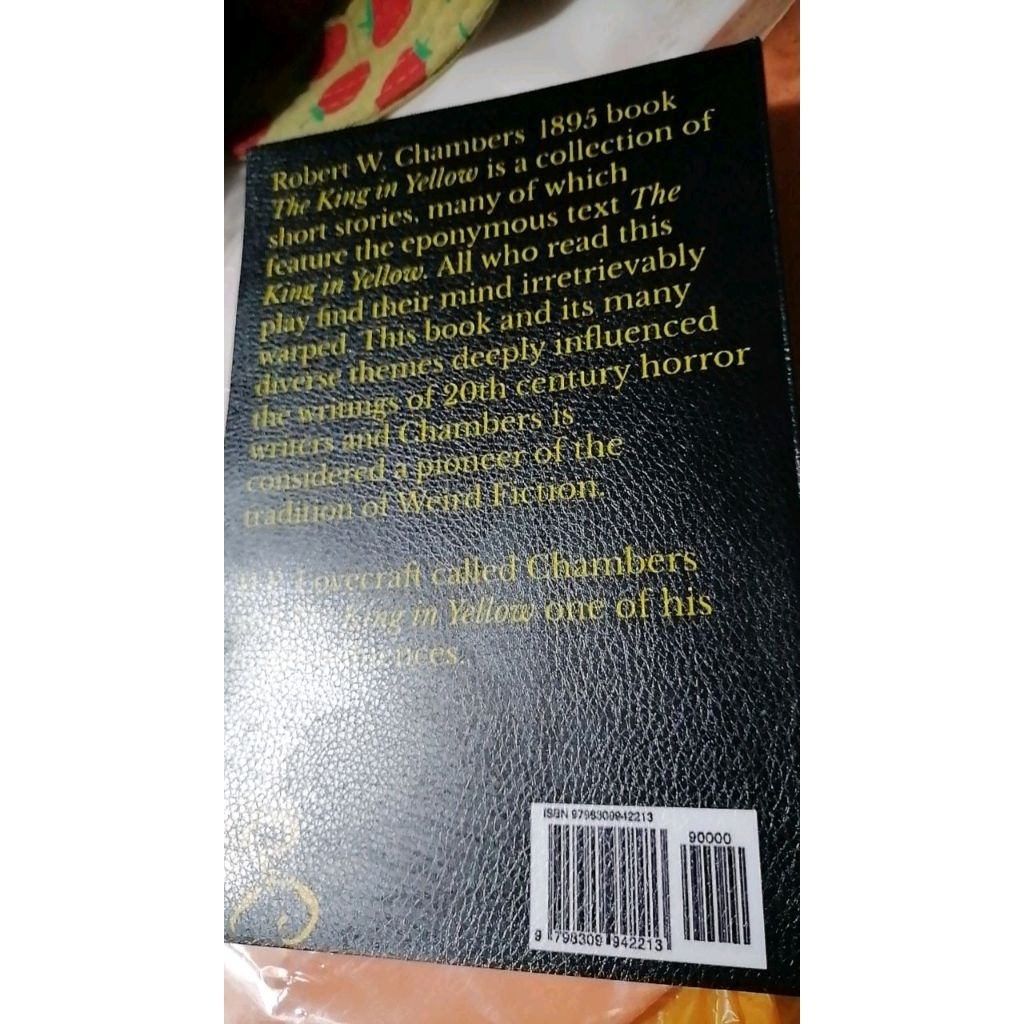 Robert W. Chambers 1895 book
The King in Yellow is a collection of
short stories, many of which
feature the eponymous text The
King in Yellow. All who read this
play find their mind irretrievably
warped. This book and its many
diverse themes deeply influenced
the writings of 20th century horror
writers and Chambers is
considered a pioneer of the
tradition of Weird Fiction.
H.P. Lovecraft called Chambers
King in Yellow one of his
ISBN 9798309942213
90000
9 798309 942213